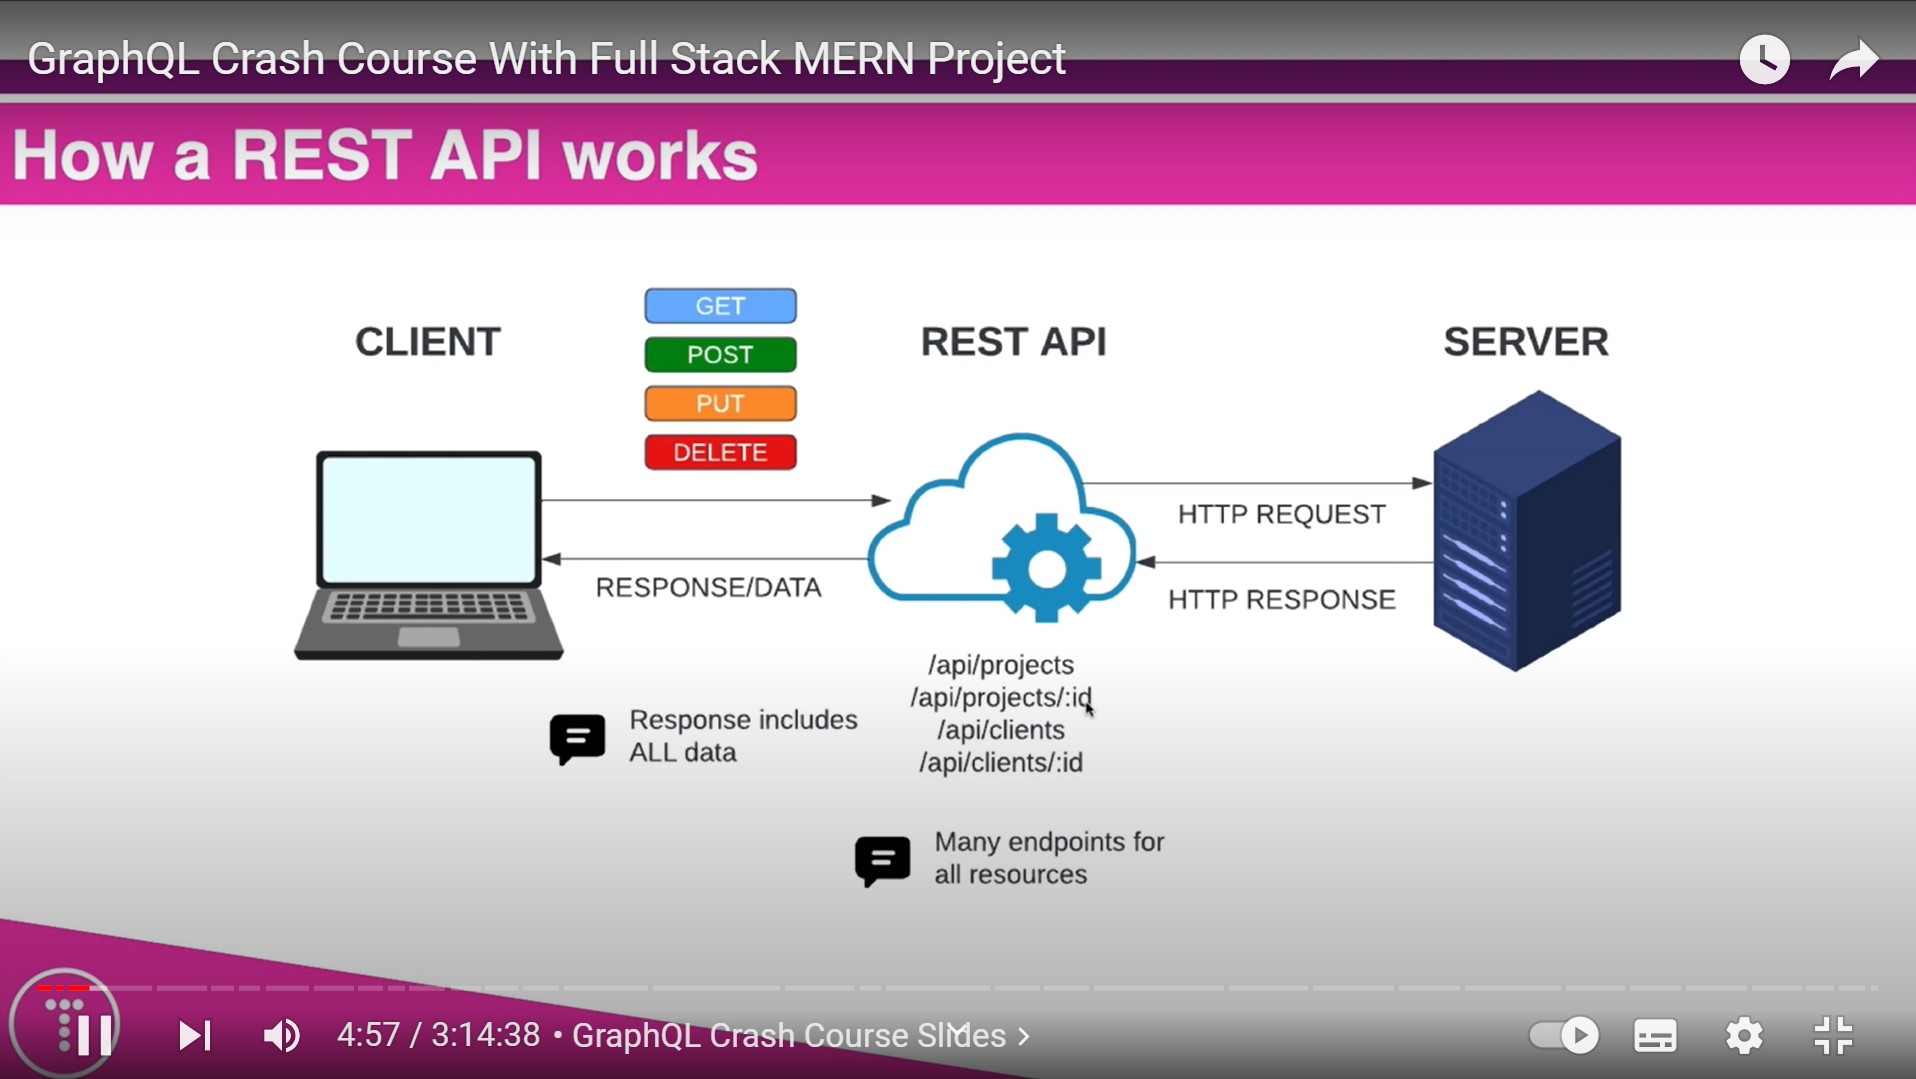 GraphQL Crash Course With Full Stack MERN Project
How a REST API works
CLIENT
GET
POST
PUT
DELETE
REST API
SERVER
HTTP REQUEST
HTTP RESPONSE
RESPONSE/DATA
/api/projects
/api/projects/:id
/api/clients
/api/clients/:id
Response includes
ALL data
Many endpoints for
all resources
4:57 / 3:14:38 • GraphQL Crash Course Slides >